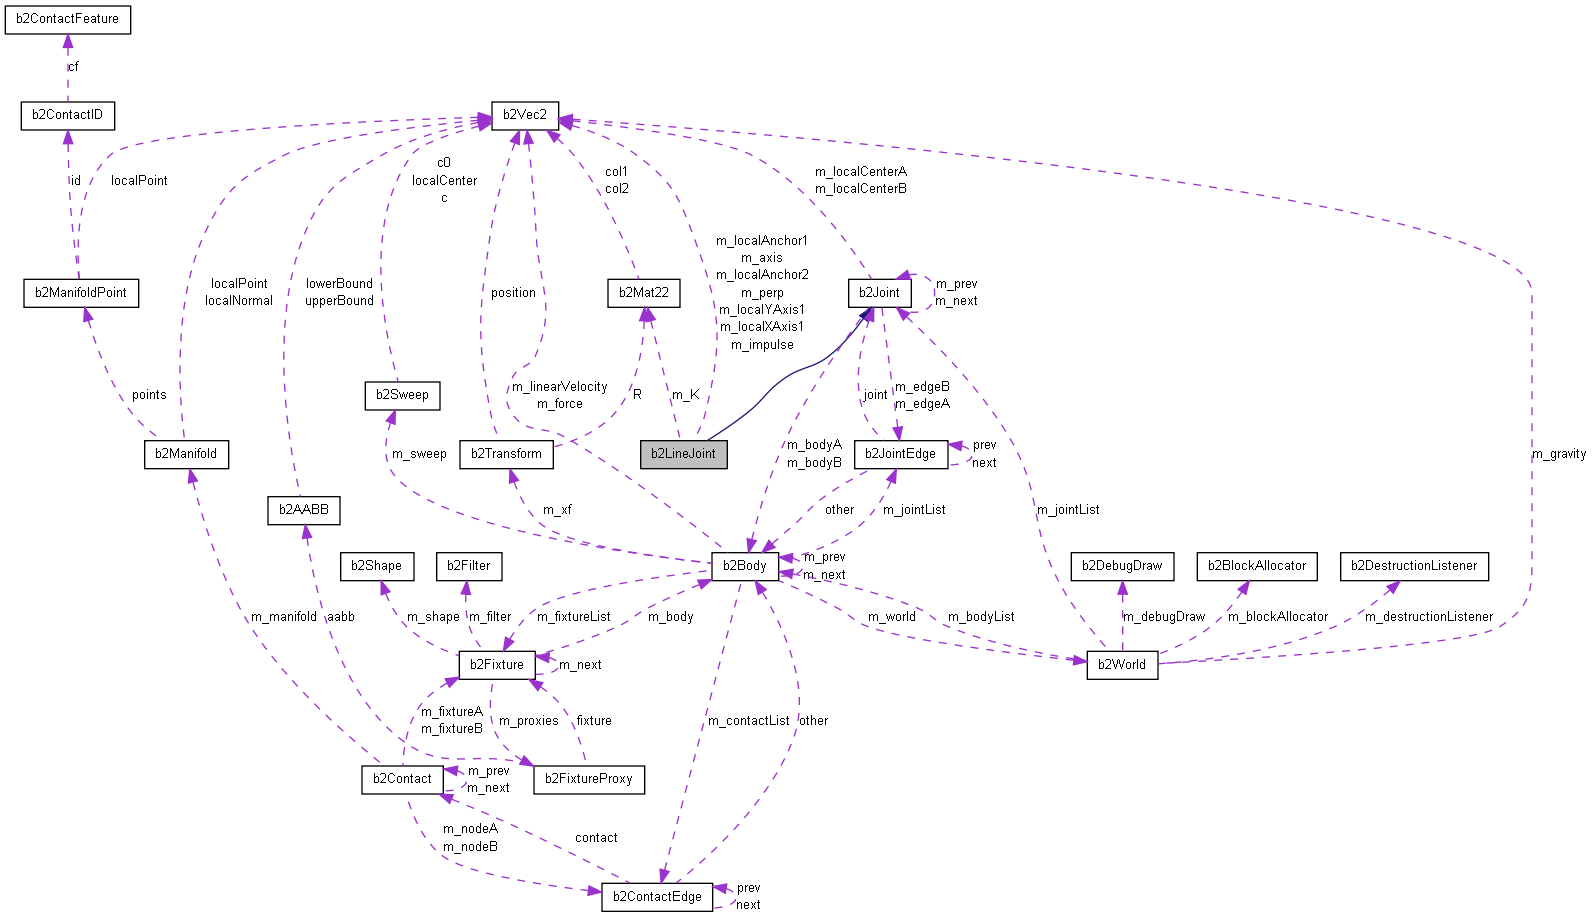 b2ContactFeature
cf
b2ContactID
b2Vec2
id
localPoint
c0
localCenter
c
col1
col2
m_localCenterA
m_localCenterB
m_localAnchor1
m_axis
m_localAnchor2
m_perp
m_localYAxis1
m_localXAxis1
m_impulse
b2ManifoldPoint
localPoint
localNormal
lowerBound
upperBound
position
b2Mat22
b2Joint
m_prev
m_next
points
b2Sweep
m_linearVelocity
m_force
R
m_K
joint
m_edgeB
m_edgeA
b2Manifold
m_sweep
b2Transform
b2LineJoint
m_bodyA
m_bodyB
b2JointEdge
prev
next
m_gravity
b2AABB
m_xf
other
m_jointList
m_jointList
b2Shape
b2Filter
b2Body
m_prev
m_next
b2DebugDraw
b2BlockAllocator
b2DestructionListener
m_manifold
aabb
m_shape
m_filter
m_fixtureList
m_body
m_world
m_bodyList
m_debugDraw
m_blockAllocator
m_destructionListener
b2Fixture
m_next
b2World
m_fixtureA
m_fixtureB
m_proxies
fixture
m_contactList
other
b2Contact
m_prev
m_next
b2FixtureProxy
m_nodeA
m_nodeB
contact
b2ContactEdge
prev
next